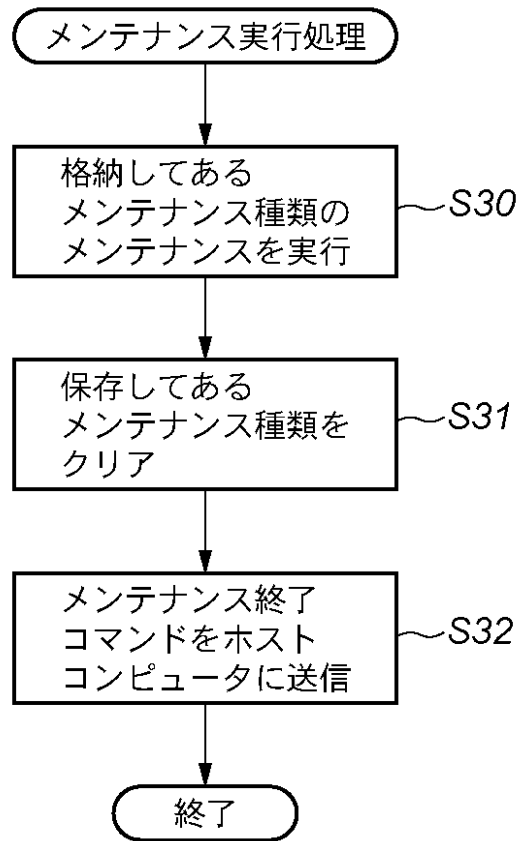 メンテナンス実行処理
格納してある
メンテナンス種類の
メンテナンスを実行
S30
保存してある
メンテナンス種類を
クリア
S31
メンテナンス終了
コマンドをホスト
コンピュータに送信
S32
終了